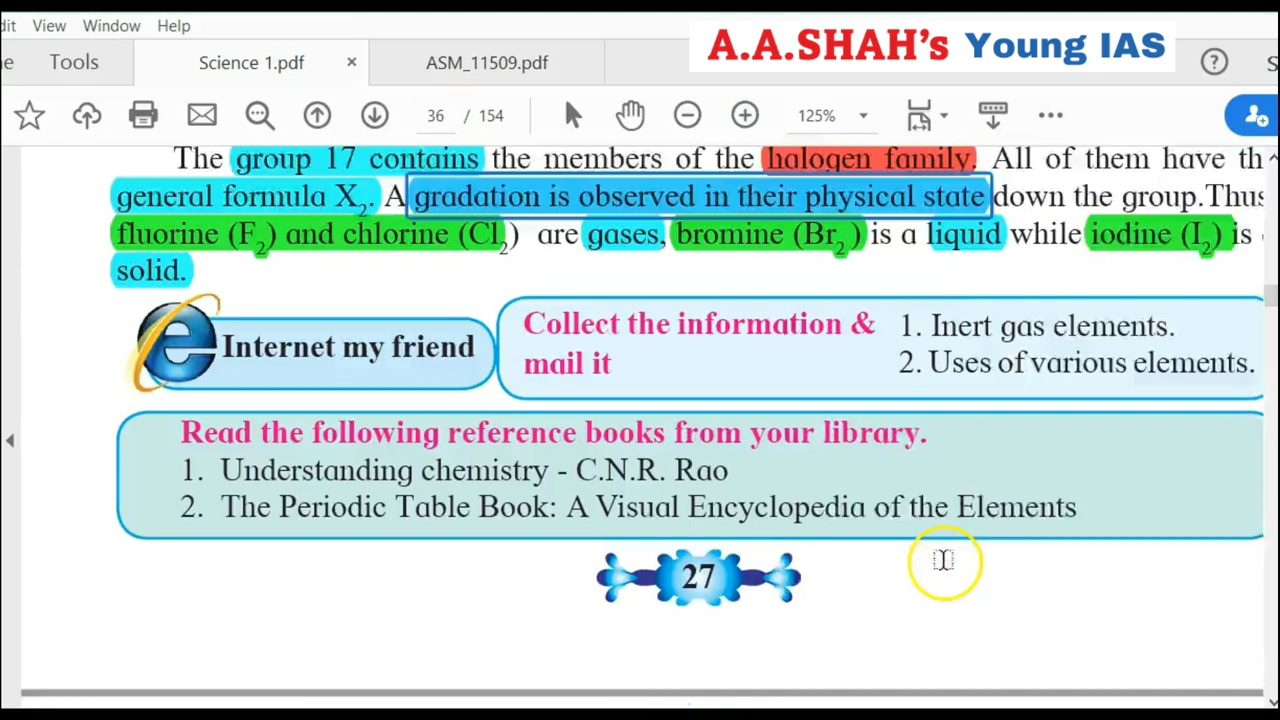 dit View Window Help
A.A.SHAH's Young IAS
Tools Science 1.pdf × ASM_11509.pdf
36 / 154 125%
The group 17 contains the members of the halogen family. All of them have th
general formula X₂. A gradation is observed in their physical state down the group.Thus
fluorine (F₂) and chlorine (Cl₂) are gases, bromine (Br₂) is a liquid while iodine (I₂) is
solid.
Internet my friend
Collect the information &
mail it
1. Inert gas elements.
2. Uses of various elements.
Read the following reference books from your library.
1. Understanding chemistry - C.N.R. Rao
2. The Periodic Table Book: A Visual Encyclopedia of the Elements
27